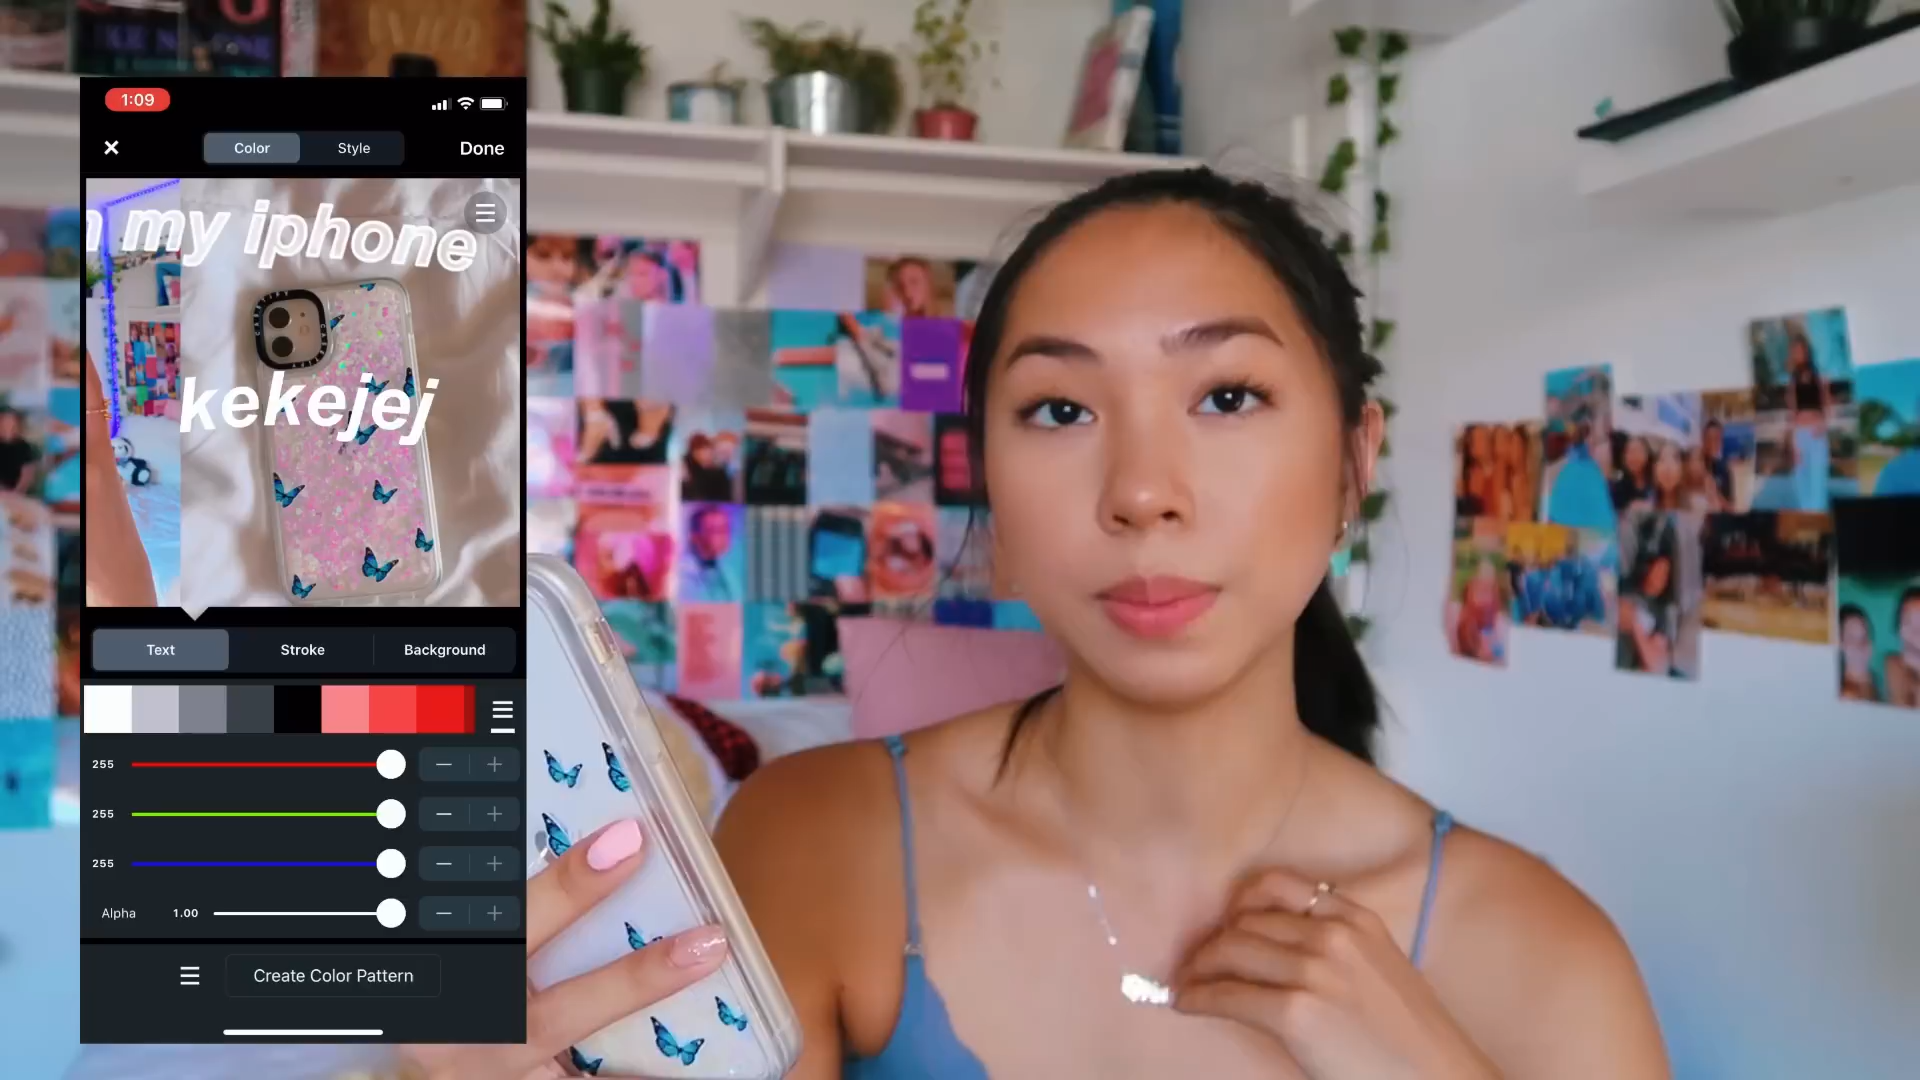 1:09
Color
Style
Done
my iphone
kekejej
Text
Stroke
Background
255
255
255
Alpha
1.00
Create Color Pattern